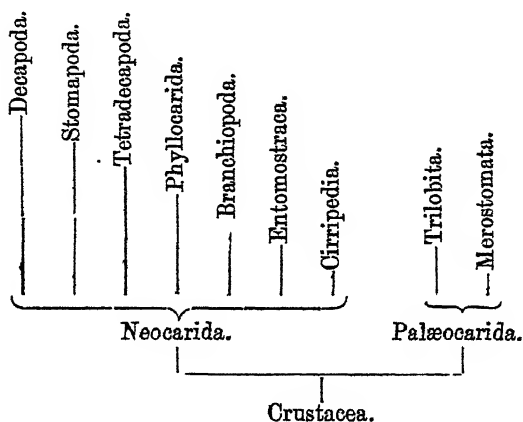 Decapoda.
Stomapoda.
Tetradecapoda.
Phyllocarida.
Branchiopoda.
Entomostraca.
Cirripedia.
Trilobita.
Merostomata.
Neocarida.
Palæocarida.
Crustacea.